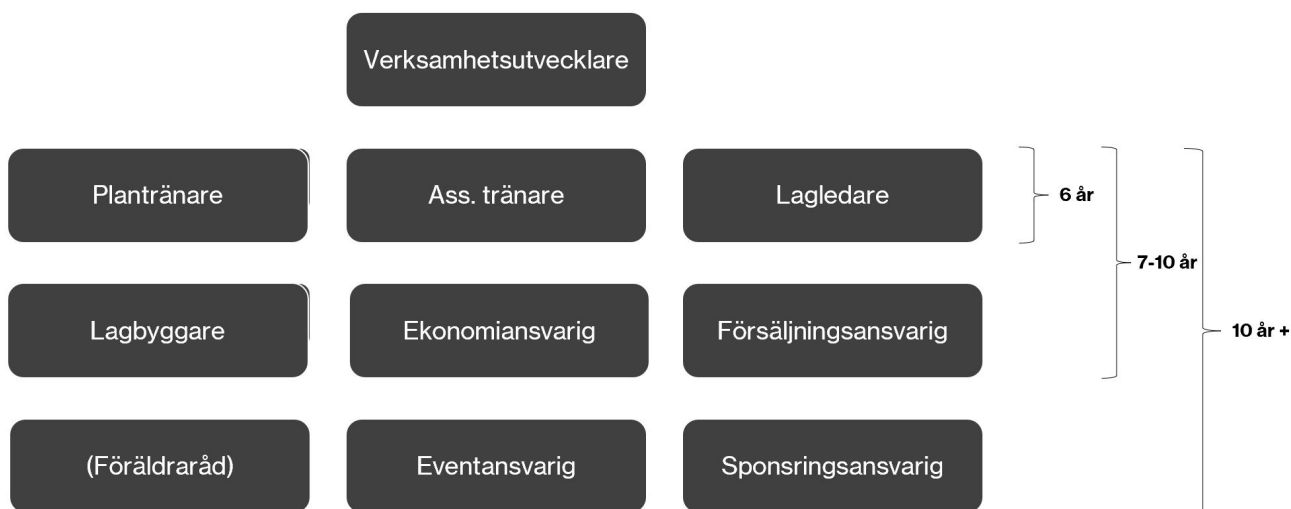 Verksamhetsutvecklare
Plantränare
Ass. tränare
Lagledare
6 år
7-10 år
Lagbyggare
Ekonomiansvarig
Försäljningsansvarig
10 år +
(Föräldraråd)
Eventansvarig
Sponsringsansvarig